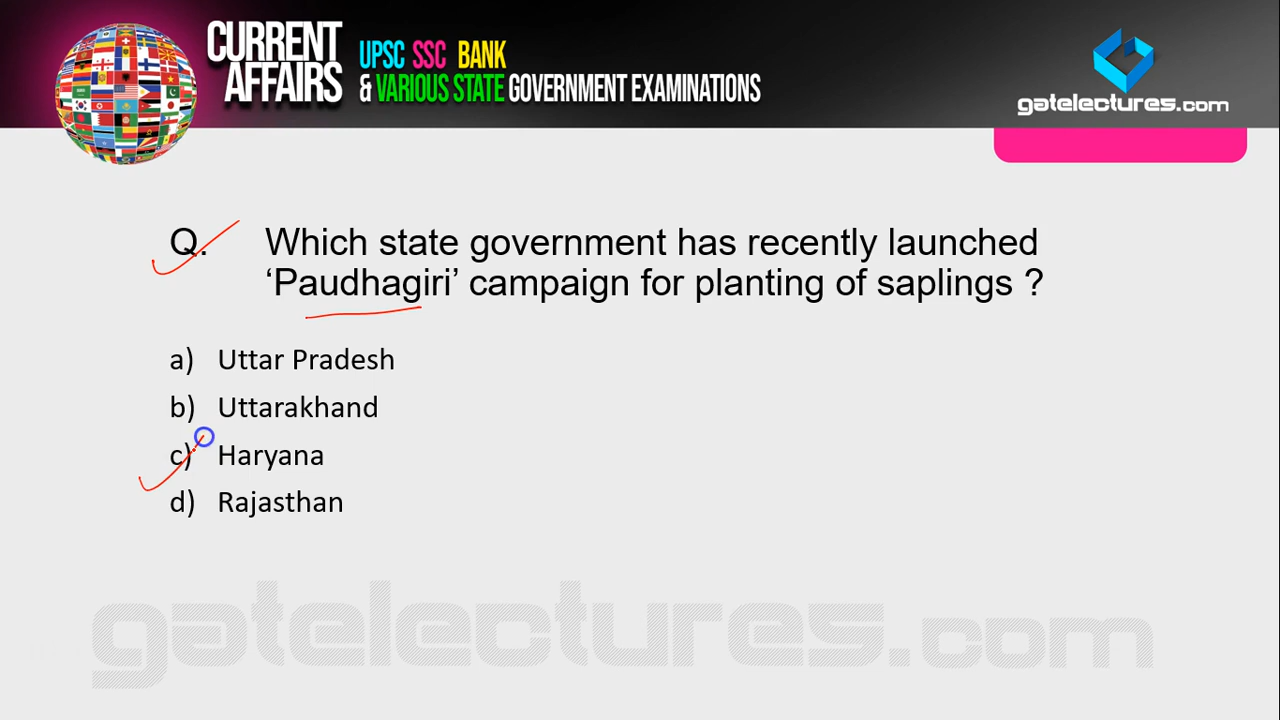 CURRENT
AFFAIRS
UPSC SSC BANK
& VARIOUS STATE GOVERNMENT EXAMINATIONS
gatelectures.com
Q. Which state government has recently launched
‘Paudhagiri’ campaign for planting of saplings ?
a) Uttar Pradesh
b) Uttarakhand
c) Haryana
d) Rajasthan
gatelectures.com